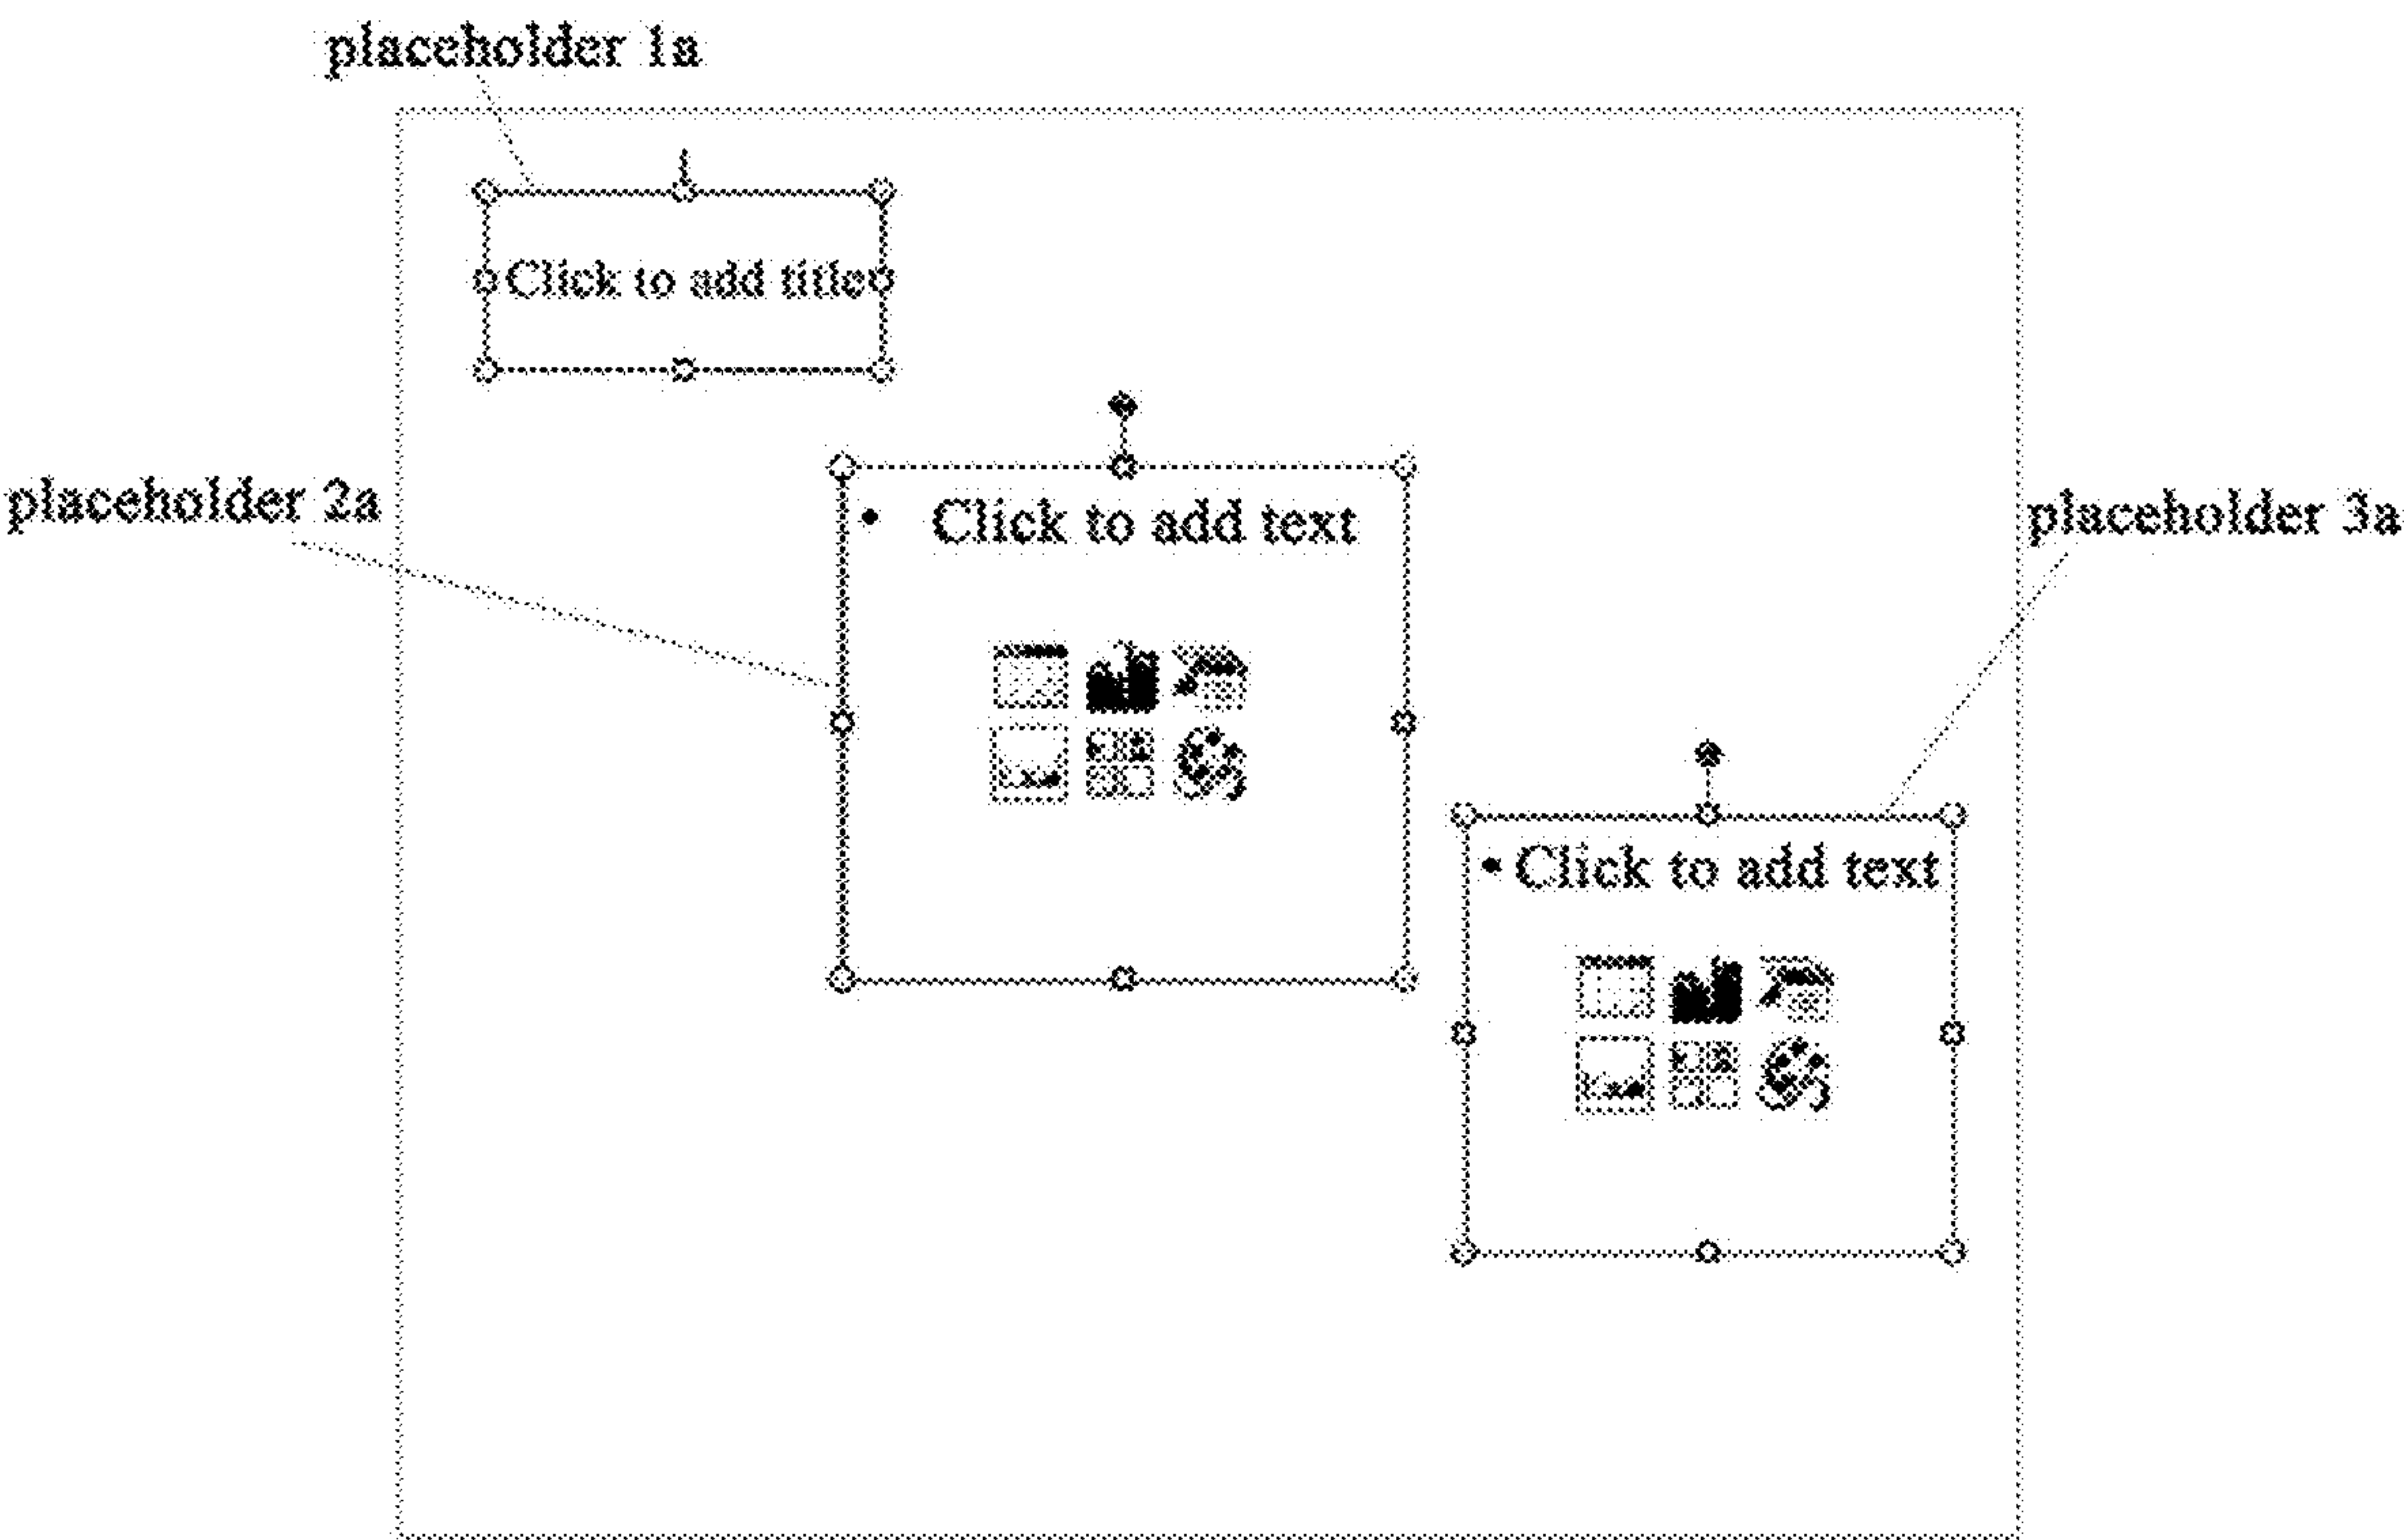 placeholder 1a
Click to add title
placeholder 2a
• Click to add text
placeholder 3a
• Click to add text